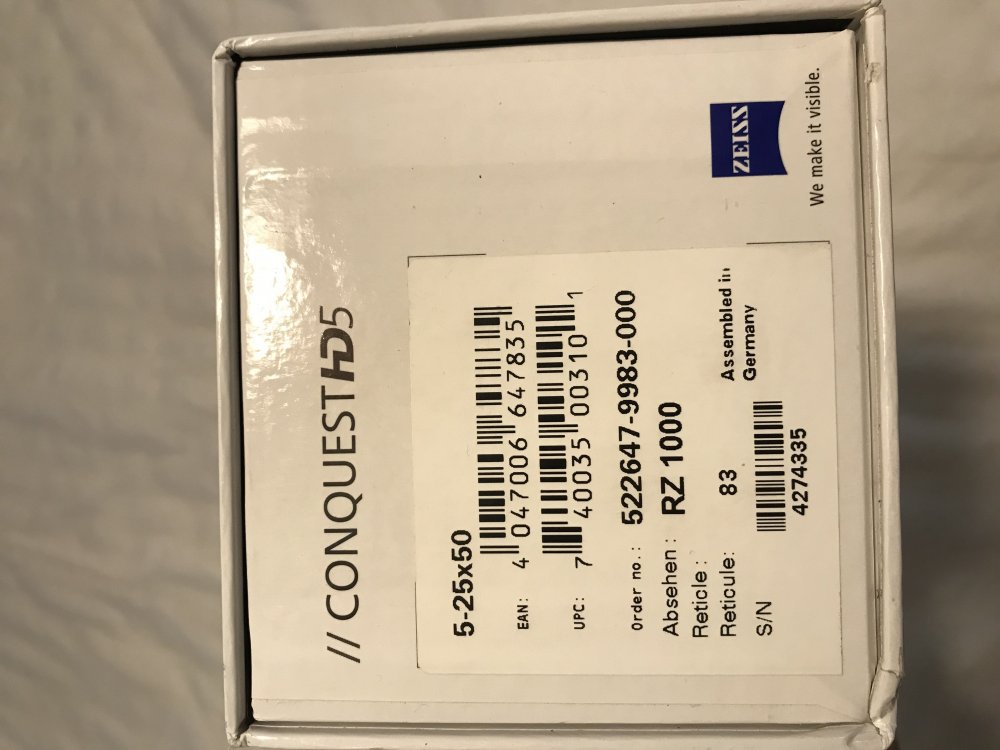 // CONQUEST HD5
5-25x50
EAN: 4 047006 647835
UPC: 7 40035 00310 1
Order no.: 522647-9983-000
Absehen : RZ 1000
Reticle :
Reticule: 83
S/N 4274335
Assembled in
Germany
ZEISS
We make it visible.